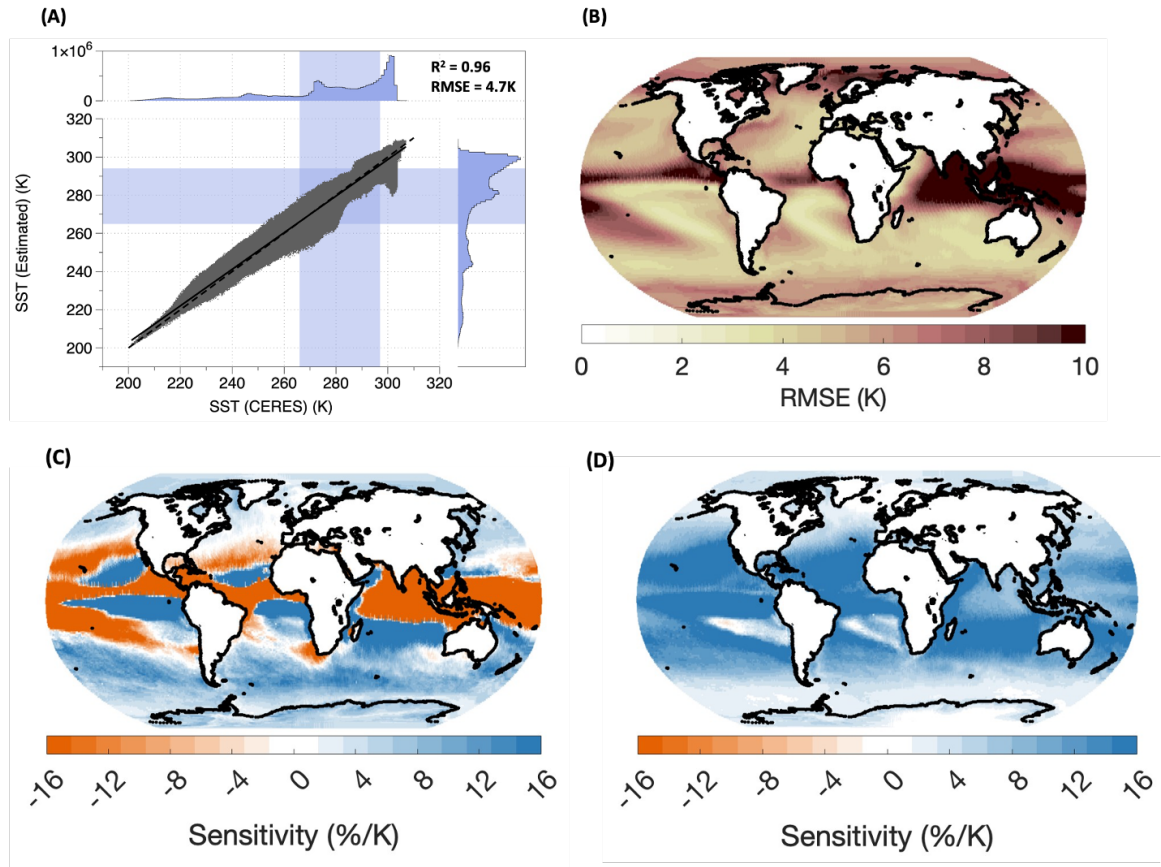 (A)
(B)
1×10⁶
0
R² = 0.96
RMSE = 4.7K
320
300
280
260
240
220
200
SST (Estimated) (K)
200 220 240 260 280 300 320
SST (CERES) (K)
0 2 4 6 8 10
RMSE (K)
(C)
(D)
-16 -12 -8 -4 0 4 8 12 16
Sensitivity (%/K)
-16 -12 -8 -4 0 4 8 12 16
Sensitivity (%/K)